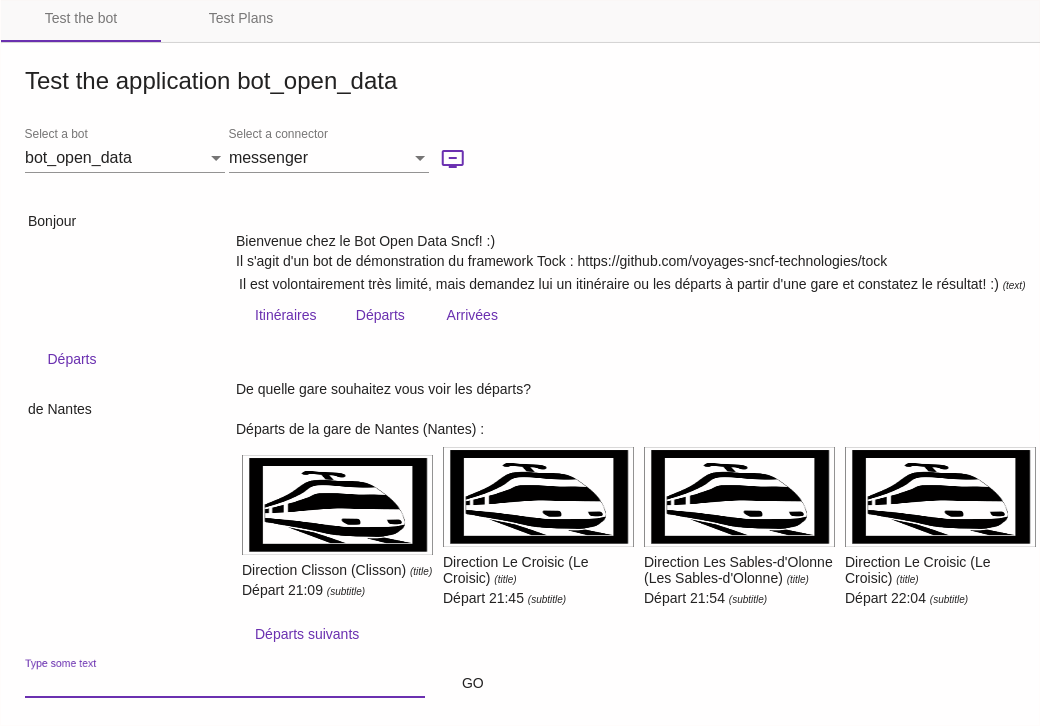 Test the bot
Test Plans
Test the application bot_open_data
Select a bot
Select a connector
bot_open_data
messenger
Bonjour
Bienvenue chez le Bot Open Data Sncf! :)
Il s'agit d'un bot de démonstration du framework Tock : https://github.com/voyages-sncf-technologies/tock
Il est volontairement très limité, mais demandez lui un itinéraire ou les départs à partir d'une gare et constatez le résultat! :) (text)
Itinéraires
Départs
Arrivées
Départs
De quelle gare souhaitez vous voir les départs?
de Nantes
Départs de la gare de Nantes (Nantes) :
Direction Clisson (Clisson) (title)
Départ 21:09 (subtitle)
Direction Le Croisic (Le
Croisic) (title)
Départ 21:45 (subtitle)
Direction Les Sables-d'Olonne
(Les Sables-d'Olonne) (title)
Départ 21:54 (subtitle)
Direction Le Croisic (Le
Croisic) (title)
Départ 22:04 (subtitle)
Départs suivants
Type some text
GO